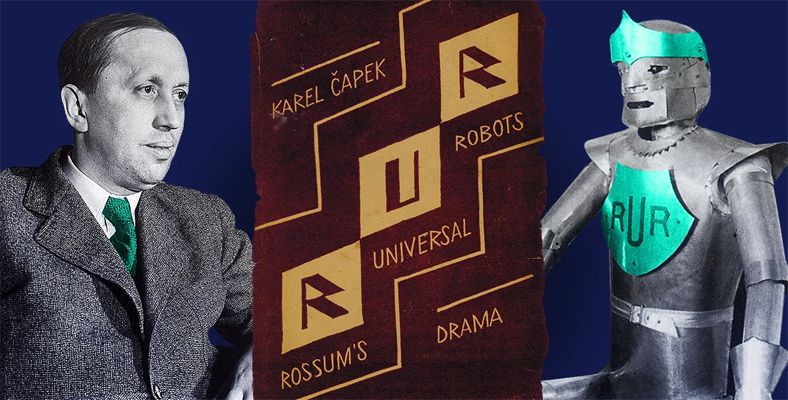 KAREL ČAPEK
R
ROBOTS
U
UNIVERSAL
R
ROSSUM'S
DRAMA
RUR